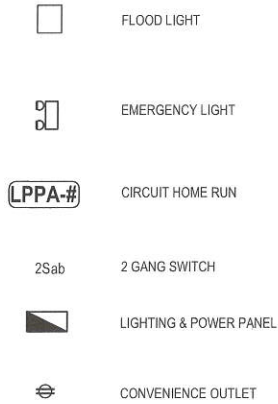 FLOOD LIGHT
EMERGENCY LIGHT
LPPA-# CIRCUIT HOME RUN
2Sab 2 GANG SWITCH
LIGHTING & POWER PANEL
CONVENIENCE OUTLET